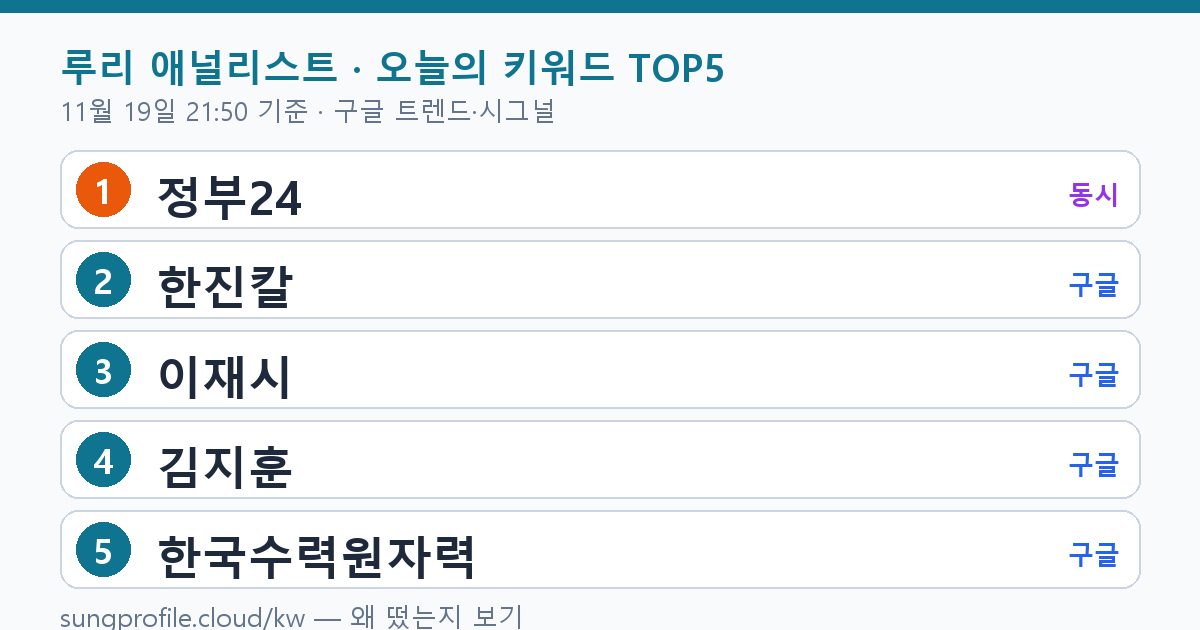 루리 애널리스트 · 오늘의 키워드 TOP5
11월 19일 21:50 기준 · 구글 트렌드·시그널
1 정부24 동시
2 한진칼 구글
3 이재시 구글
4 김지훈 구글
5 한국수력원자력 구글
sungprofile.cloud/kw — 왜 떴는지 보기